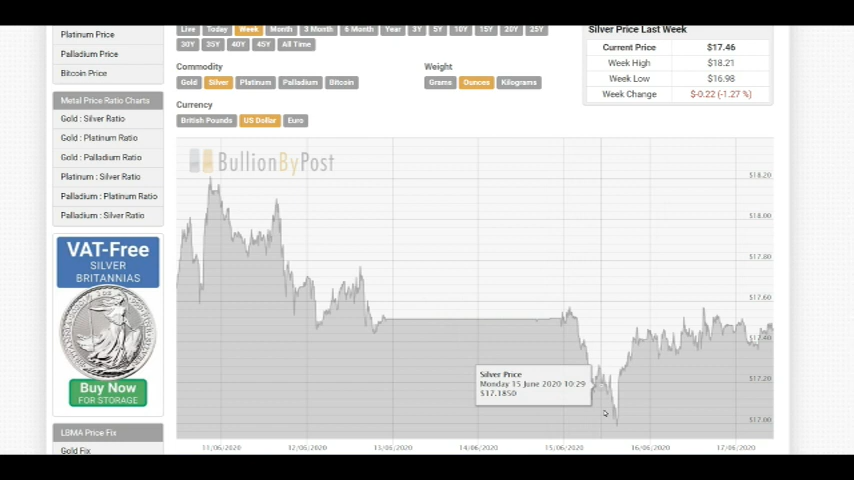 Platinum Price
Palladium Price
Bitcoin Price
Metal Price Ratio Charts
Gold : Silver Ratio
Gold : Platinum Ratio
Gold : Palladium Ratio
Platinum : Silver Ratio
Palladium : Platinum Ratio
Palladium : Silver Ratio
VAT-Free
SILVER
BRITANNIAS
Buy Now
FOR STORAGE
LBMA Price Fix
Gold Fix
Live Today Week Month 3 Month 6 Month Year 3Y 5Y 10Y 15Y 20Y 25Y
30Y 35Y 40Y 45Y All Time
Commodity
Gold Silver Platinum Palladium Bitcoin
Weight
Grams Ounces Kilograms
Currency
British Pounds US Dollar Euro
Silver Price Last Week
Current Price $17.46
Week High $18.21
Week Low $16.98
Week Change $-0.22 (-1.27 %)
BullionByPost
$18.20
$18.00
$17.80
$17.60
$17.40
$17.20
$17.00
Silver Price
Monday 15 June 2020 10:29
$17.1850
11/06/2020 12/06/2020 13/06/2020 14/06/2020 15/06/2020 16/06/2020 17/06/2020